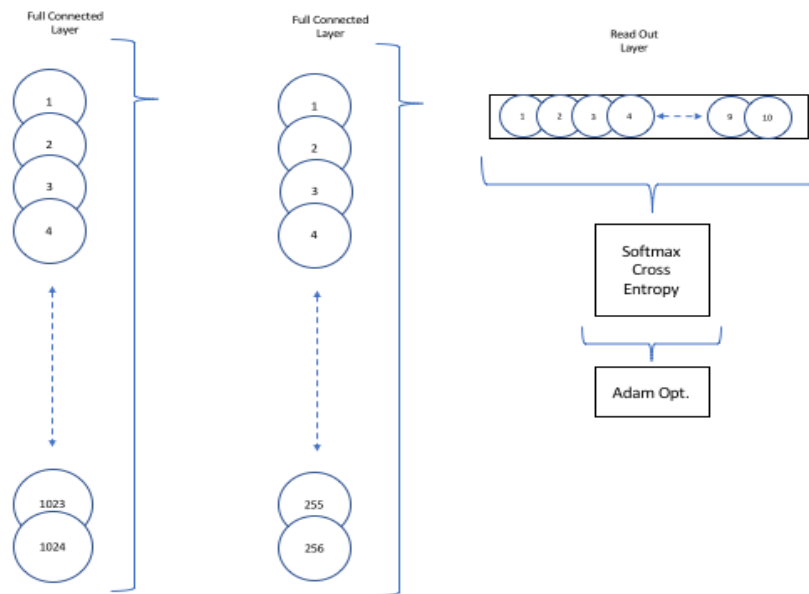 Full Connected
Layer
1
2
3
4
1023
1024
Full Connected
Layer
1
2
3
4
255
256
Read Out
Layer
1 2 3 4 9 10
Softmax
Cross
Entropy
Adam Opt.